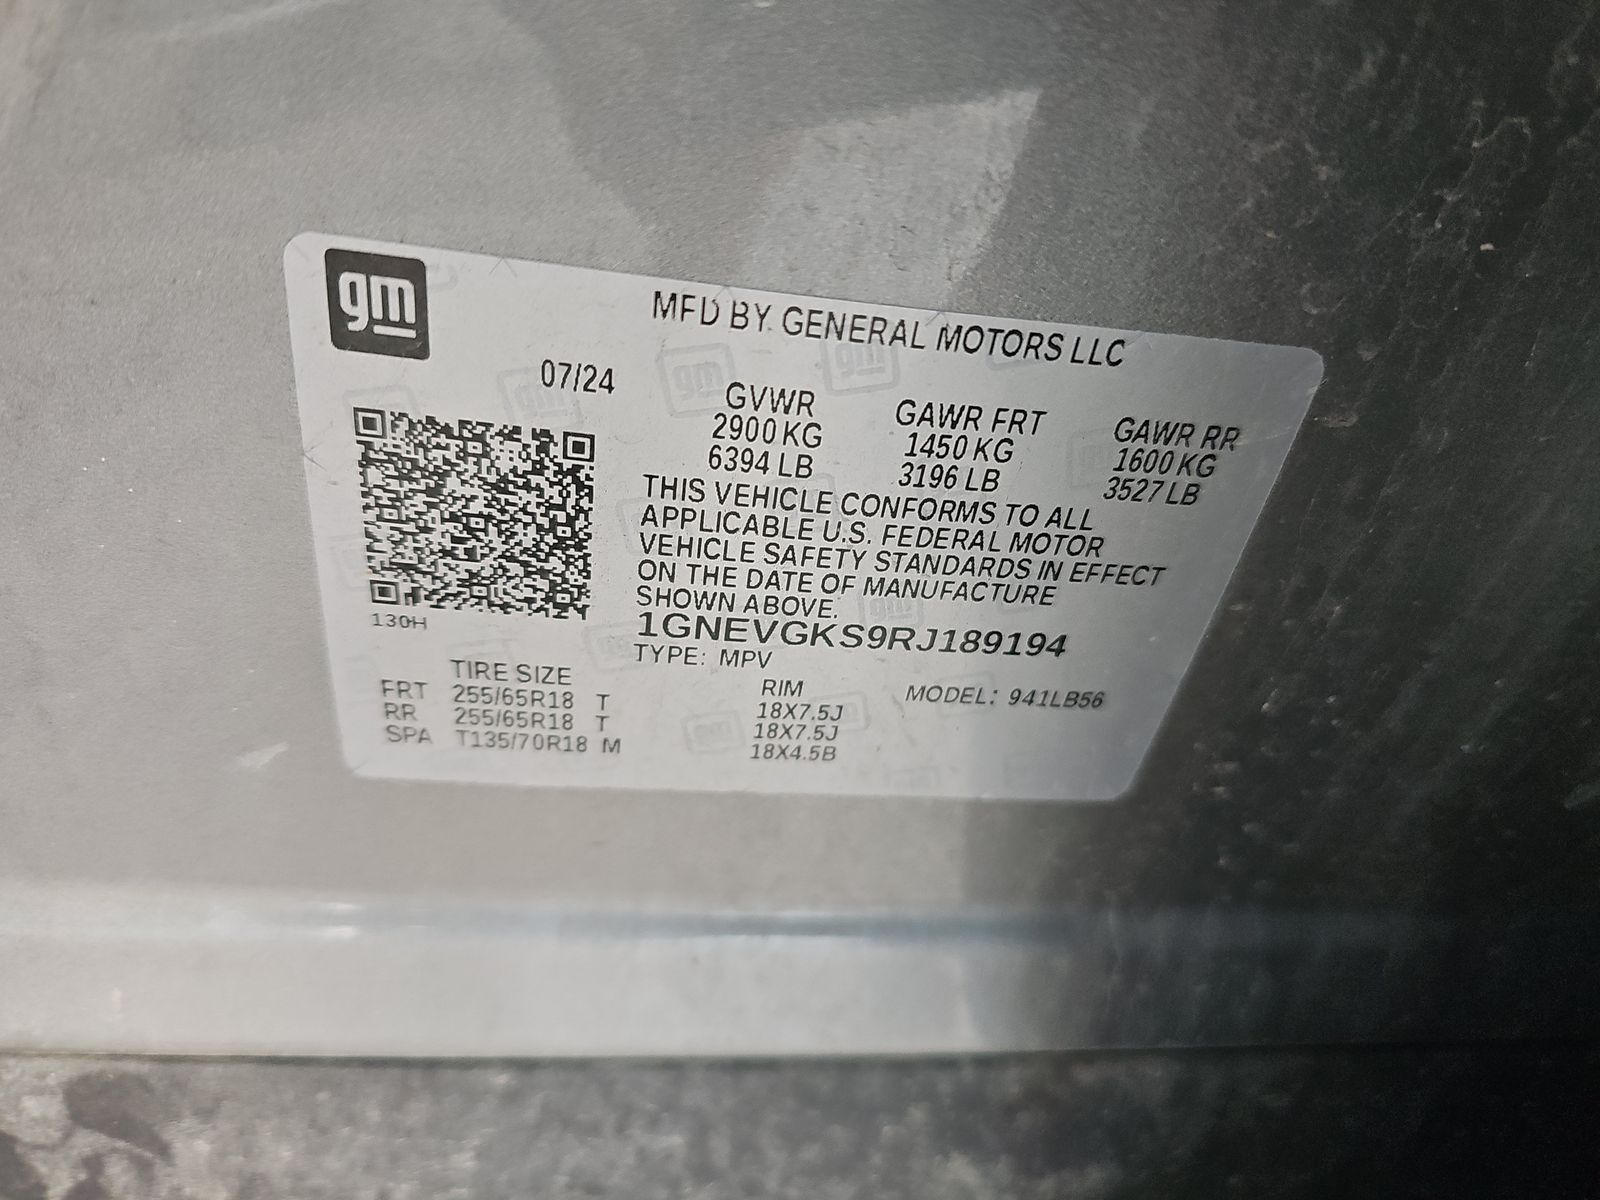 gm
MFD BY GENERAL MOTORS LLC
07/24
GVWR GAWR FRT GAWR RR
2900 KG 1450 KG 1600 KG
6394 LB 3196 LB 3527 LB
THIS VEHICLE CONFORMS TO ALL
APPLICABLE U.S. FEDERAL MOTOR
VEHICLE SAFETY STANDARDS IN EFFECT
ON THE DATE OF MANUFACTURE
SHOWN ABOVE.
130H
1GNEVGKS9RJ189194
TYPE: MPV
TIRE SIZE RIM MODEL: 941LB56
FRT 255/65R18 T 18X7.5J
RR 255/65R18 T 18X7.5J
SPA T135/70R18 M 18X4.5B